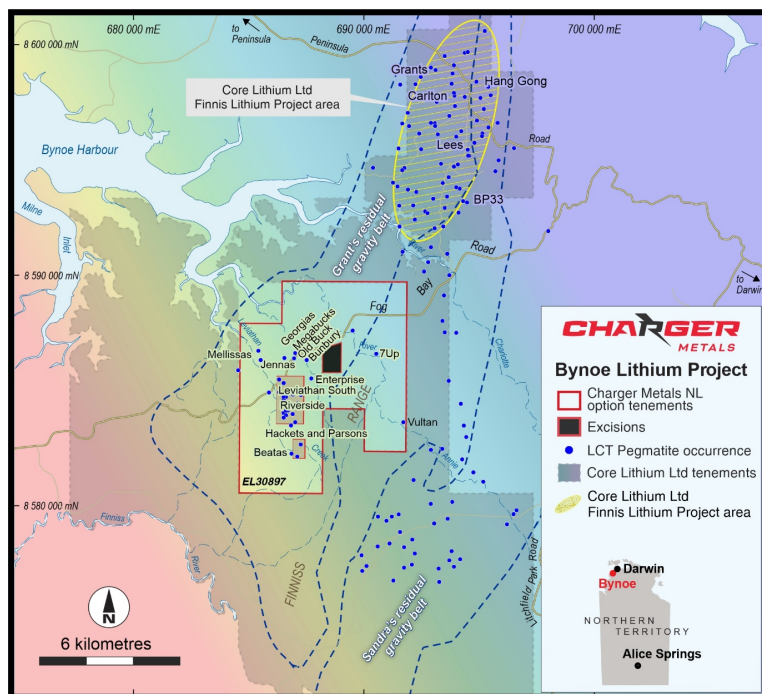 680 000 mE
690 000 mE
700 000 mE
8 600 000 mN
to
Peninsula
Peninsula
Grants
Hang Gong
Carlton
Core Lithium Ltd
Finnis Lithium Project area
Road
Bynoe Harbour
Lees
BP33
Milne
Inlet
Grant's residual
gravity belt
River
Road
8 590 000 mN
Bay
to
Darwin
Fog
Charlotte
Leviathan
Georgias
Megabucks
Old Buck
Bunbury
River
7Up
Mellissas
Jennas
Enterprise
Leviathan South
RANGE
Riverside
Vultan
Hackets and Parsons
Creek
Beatas
Annie
EL30897
8 580 000 mN
Finniss
River
FINNISS
Sandra's residual
gravity belt
Litchfield Park Road
N
6 kilometres
CHARGER
METALS
Bynoe Lithium Project
Charger Metals NL
option tenements
Excisions
LCT Pegmatite occurrence
Core Lithium Ltd tenements
Core Lithium Ltd
Finnis Lithium Project area
Darwin
Bynoe
NORTHERN
TERRITORY
Alice Springs